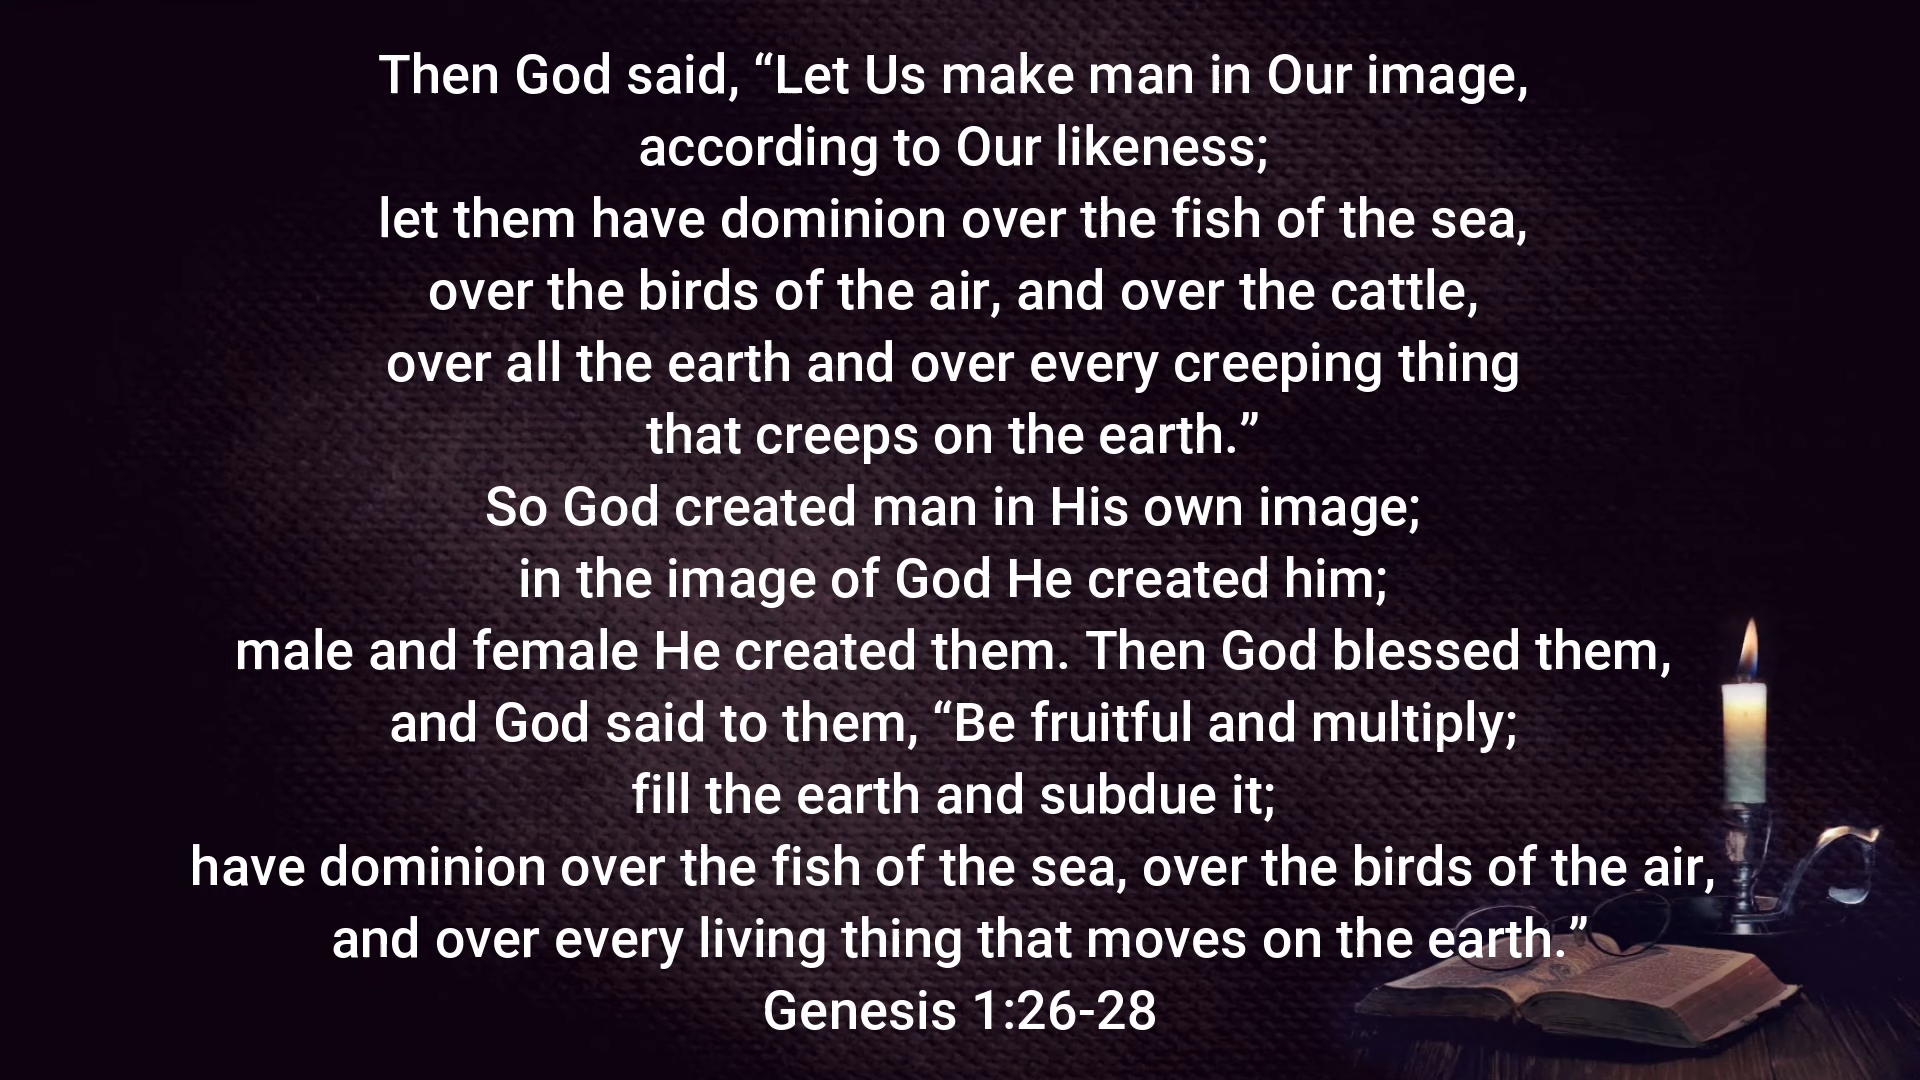 Then God said, “Let Us make man in Our image,
according to Our likeness;
let them have dominion over the fish of the sea,
over the birds of the air, and over the cattle,
over all the earth and over every creeping thing
that creeps on the earth.”
So God created man in His own image;
in the image of God He created him;
male and female He created them. Then God blessed them,
and God said to them, “Be fruitful and multiply;
fill the earth and subdue it;
have dominion over the fish of the sea, over the birds of the air,
and over every living thing that moves on the earth.”
Genesis 1:26-28